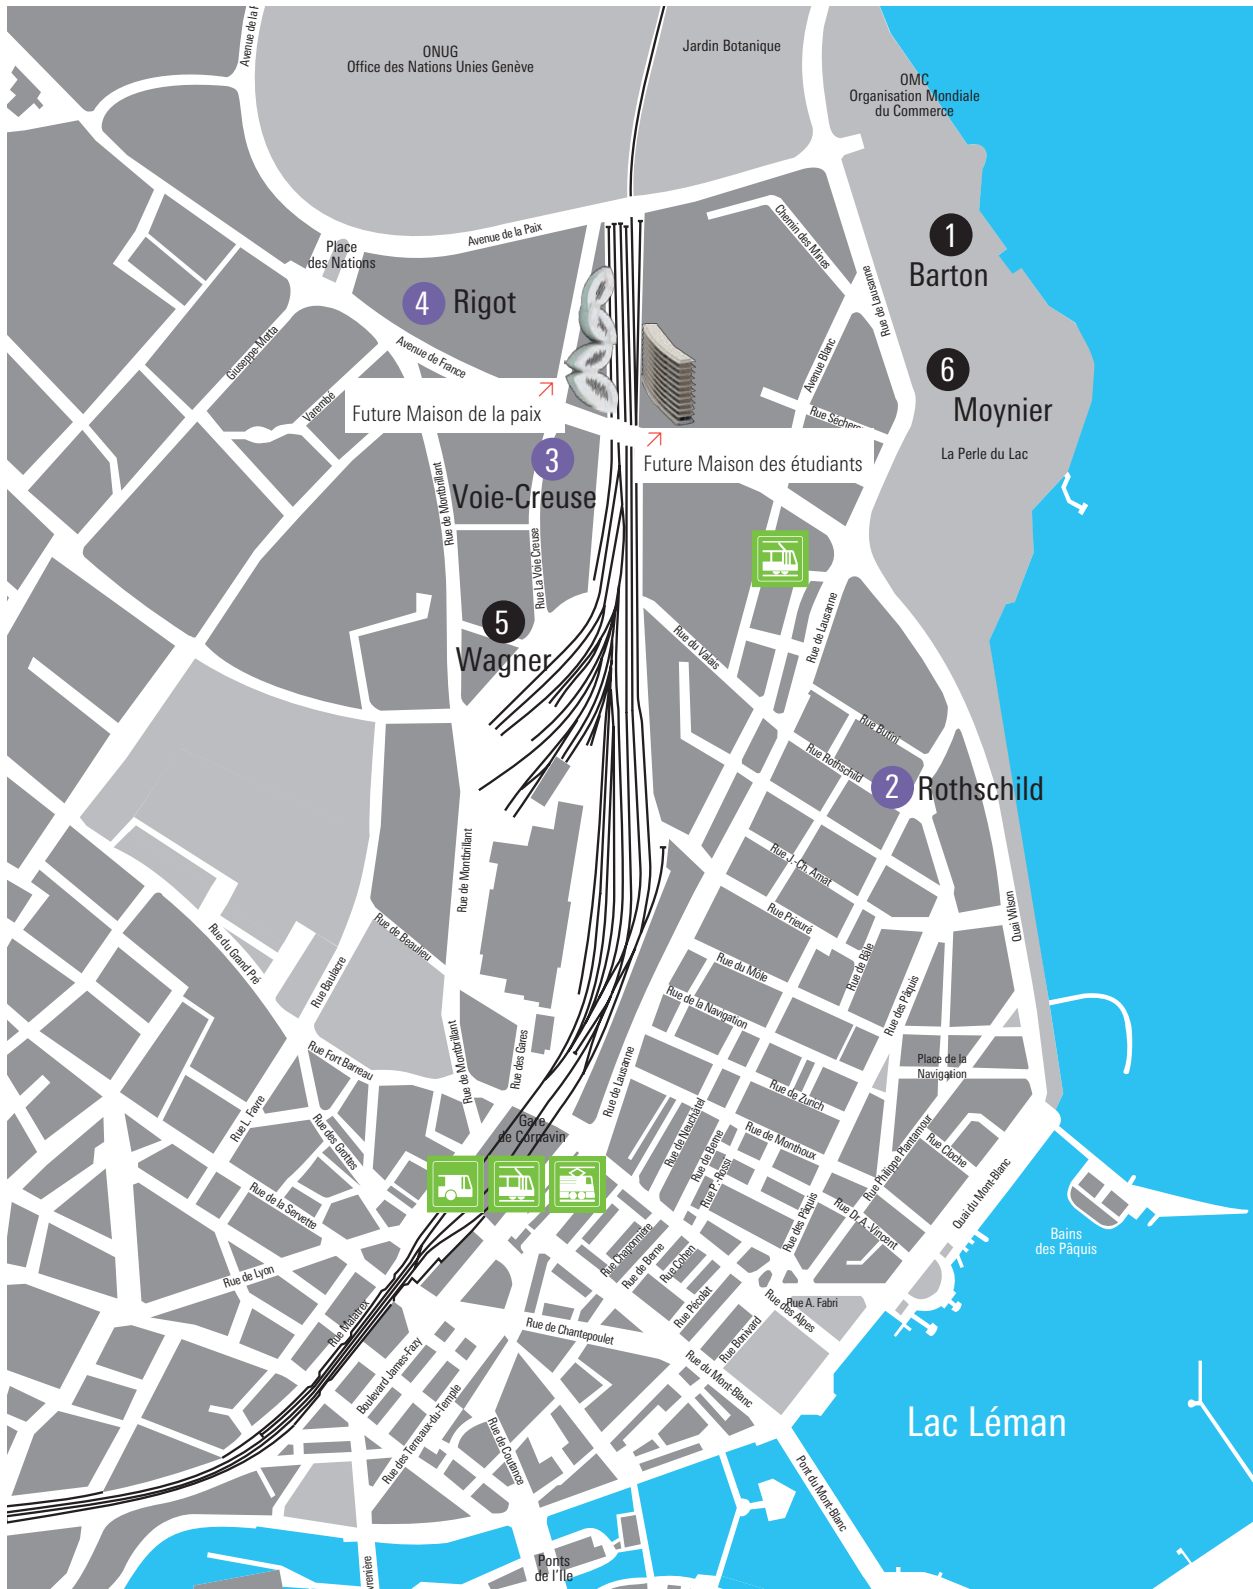 Avenue de la P
ONUG
Office des Nations Unies Genève
Jardin Botanique
OMC
Organisation Mondiale
du Commerce
Avenue de la Paix
Place
des Nations
Chemin des Mines
Rue de Lausanne
1
Barton
4 Rigot
Giuseppe-Motta
Avenue de France
Varembé
Avenue Blanc
6
Moynier
La Perle du Lac
Future Maison de la paix
Future Maison des étudiants
3
Voie-Creuse
Rue de Montbrillant
Rue La Voie Creuse
5
Wagner
Rue du Valais
Rue de Lausanne
Rue Butini
Rue Rothschild
2 Rothschild
Rue de Montbrillant
Rue J.-Ch. Amat
Rue Prieuré
Quai Wilson
Rue de Beaulieu
Rue du Grand Pré
Rue Baulacre
Rue du Môle
Rue de Bâle
Rue des Pâquis
Rue de la Navigation
Rue Fort Barreau
Rue de Montbrillant
Rue des Gares
Rue de Lausanne
Place de la
Navigation
Rue de Zurich
Rue L. Favre
Rue des Grottes
Gare
de Cornavin
Rue de Neuchâtel
Rue de Berne
Rue P.-Rossi
Rue de Monthoux
Rue Philippe Plantamour
Rue Cloche
Quai du Mont-Blanc
Rue de la Servette
Rue des Pâquis
Rue Dr.A.-Vincent
Bains
des Pâquis
Rue de Lyon
Rue Chaponnière
Rue de Berne
Rue Cohen
Rue Pécolat
Rue des Alpes
Rue A. Fabri
Rue Malatrex
Rue de Chantepoulet
Rue Bonivard
Rue du Mont-Blanc
Boulevard James-Fazy
Rue des Terreaux-du-Temple
Rue de Coutance
Lac Léman
Pont du Mont-Blanc
Ponts
de l'Ile